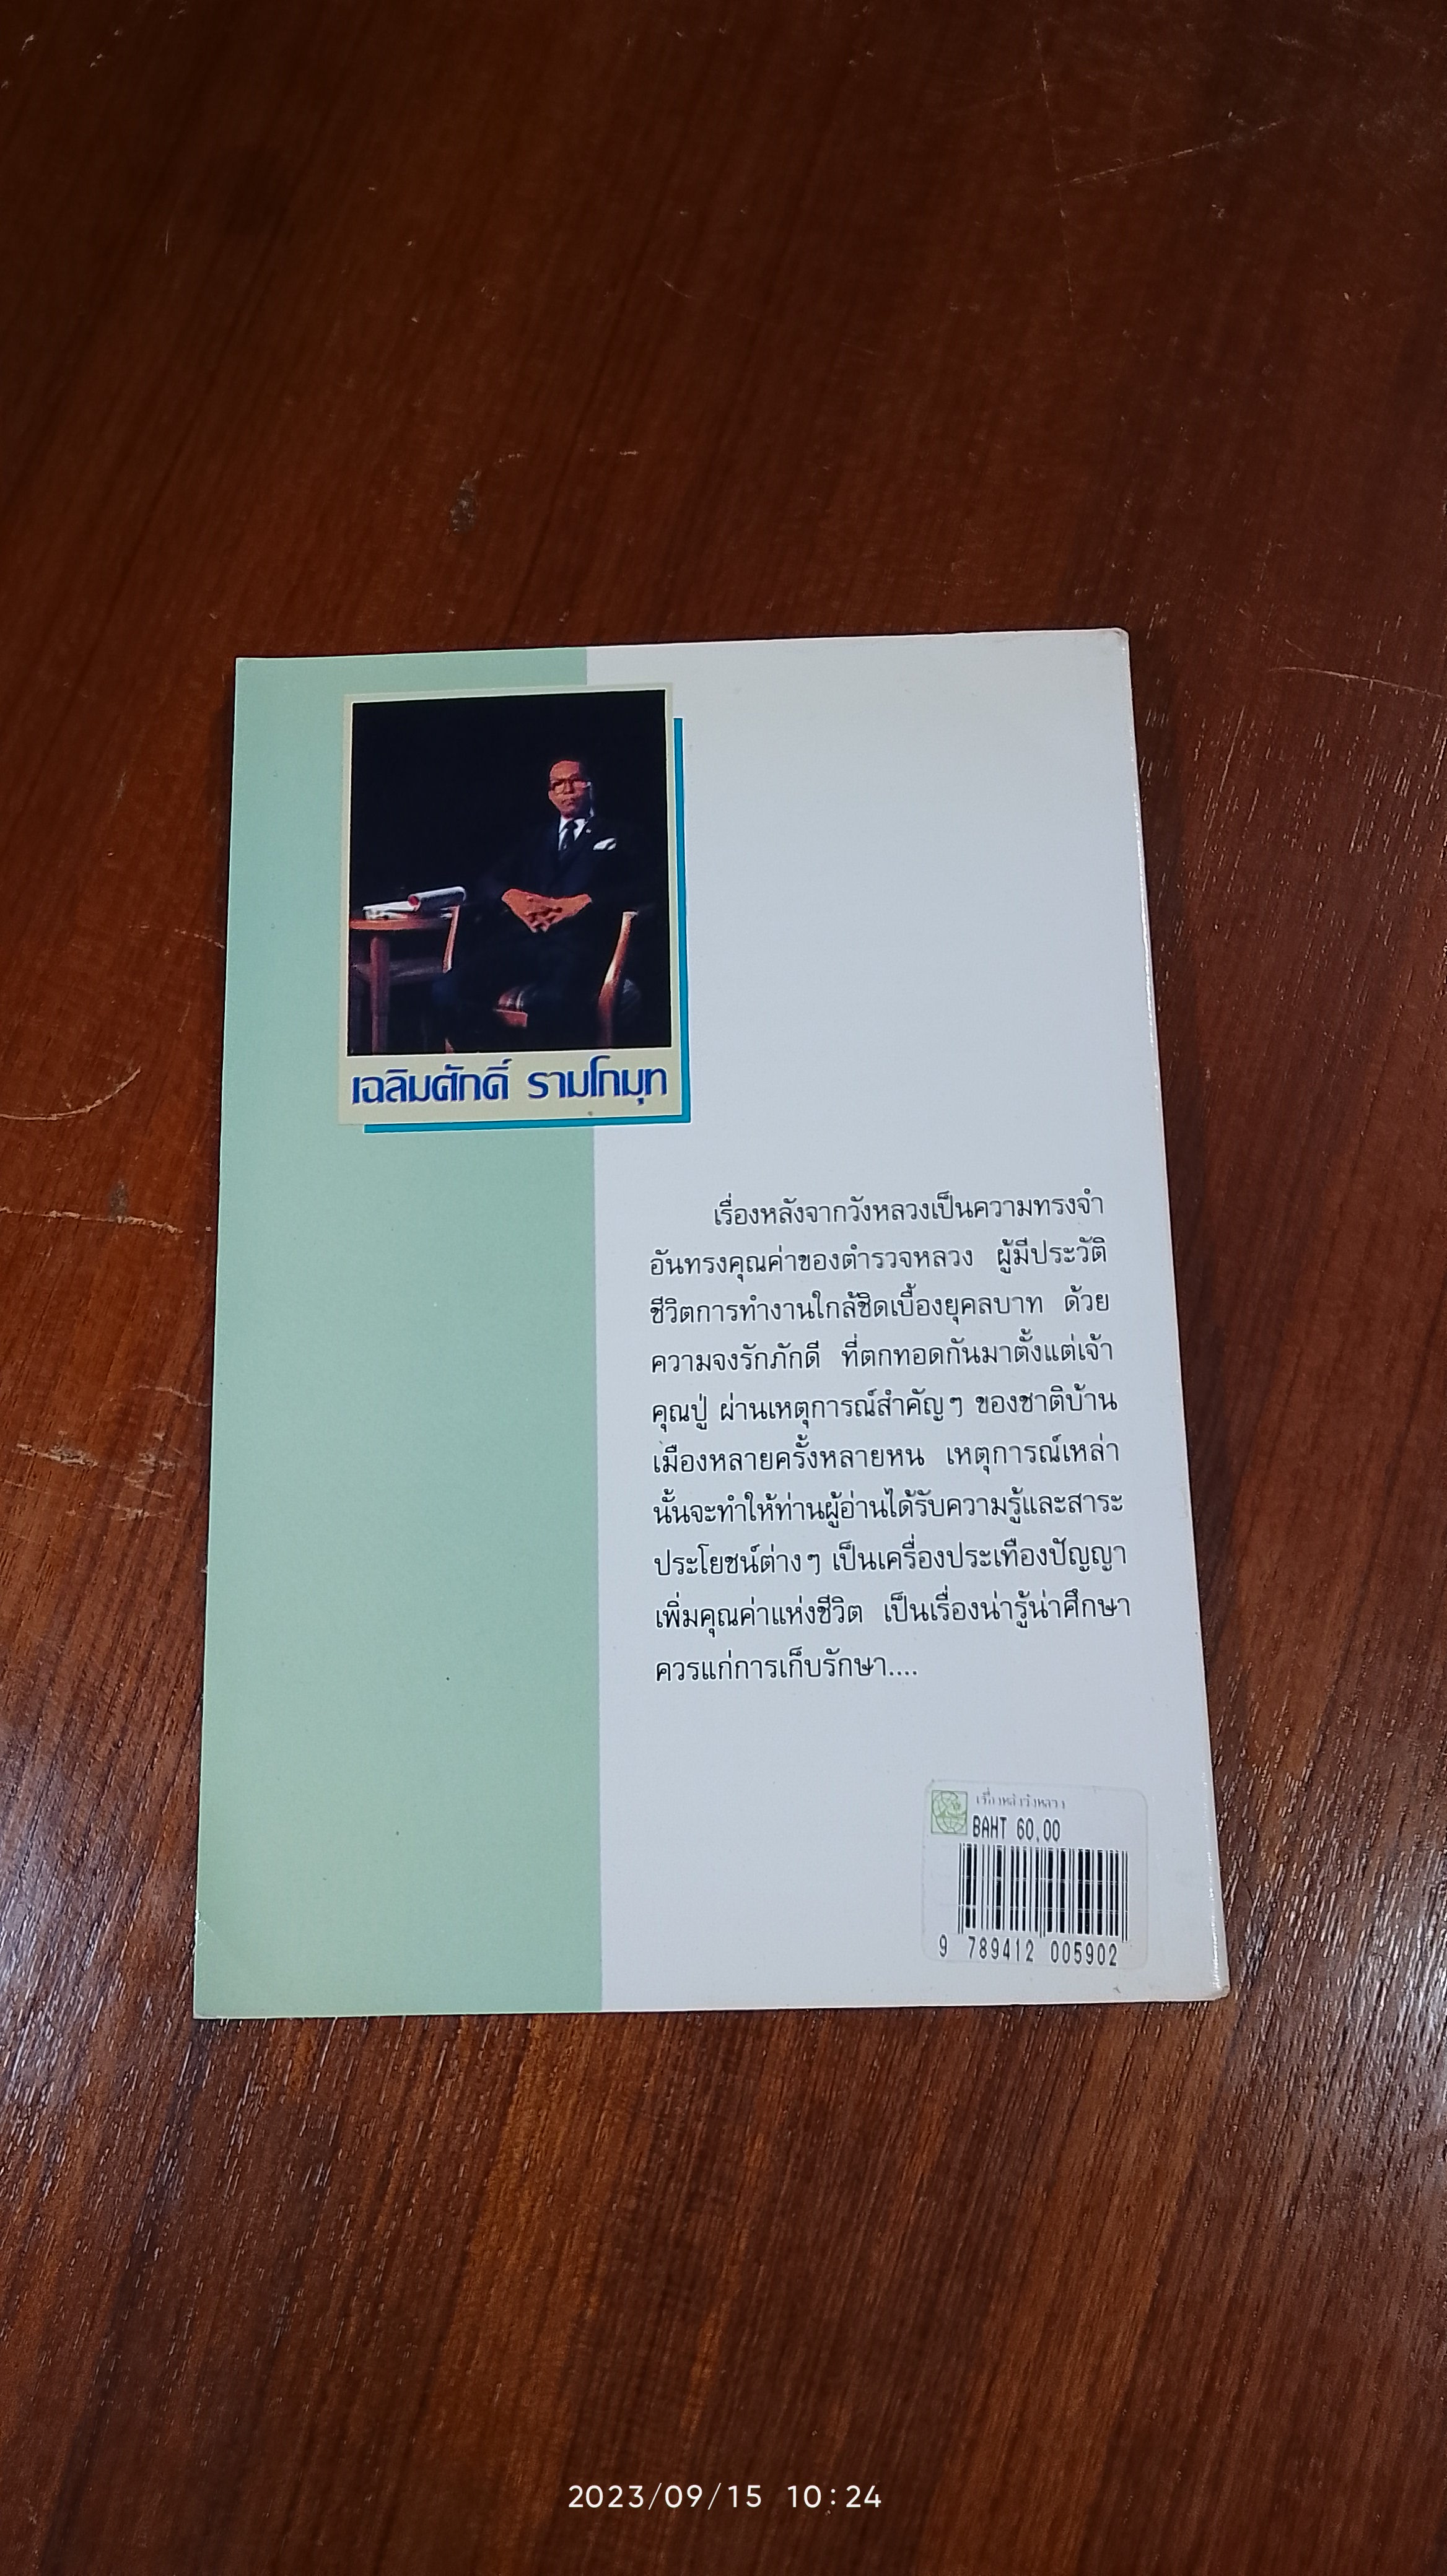 เฉลิมศักดิ์ รามโกมุท
เรื่องหลังจากวังหลวงเป็นความทรงจำ
อันทรงคุณค่าของตำรวจหลวง ผู้มีประวัติ
ชีวิตการทำงานใกล้ชิดเบื้องยุคลบาท ด้วย
ความจงรักภักดี ที่ตกทอดกันมาตั้งแต่เจ้า
คุณปู่ ผ่านเหตุการณ์สำคัญๆ ของชาติบ้าน
เมืองหลายครั้งหลายหน เหตุการณ์เหล่า
นั้นจะทำให้ท่านผู้อ่านได้รับความรู้และสาระ
ประโยชน์ต่างๆ เป็นเครื่องประเทืองปัญญา
เพิ่มคุณค่าแห่งชีวิต เป็นเรื่องน่ารู้น่าศึกษา
ควรแก่การเก็บรักษา....
เรื่องหลังวังหลวง
BAHT 60.00
9 789412 005902
2023/09/15 10:24